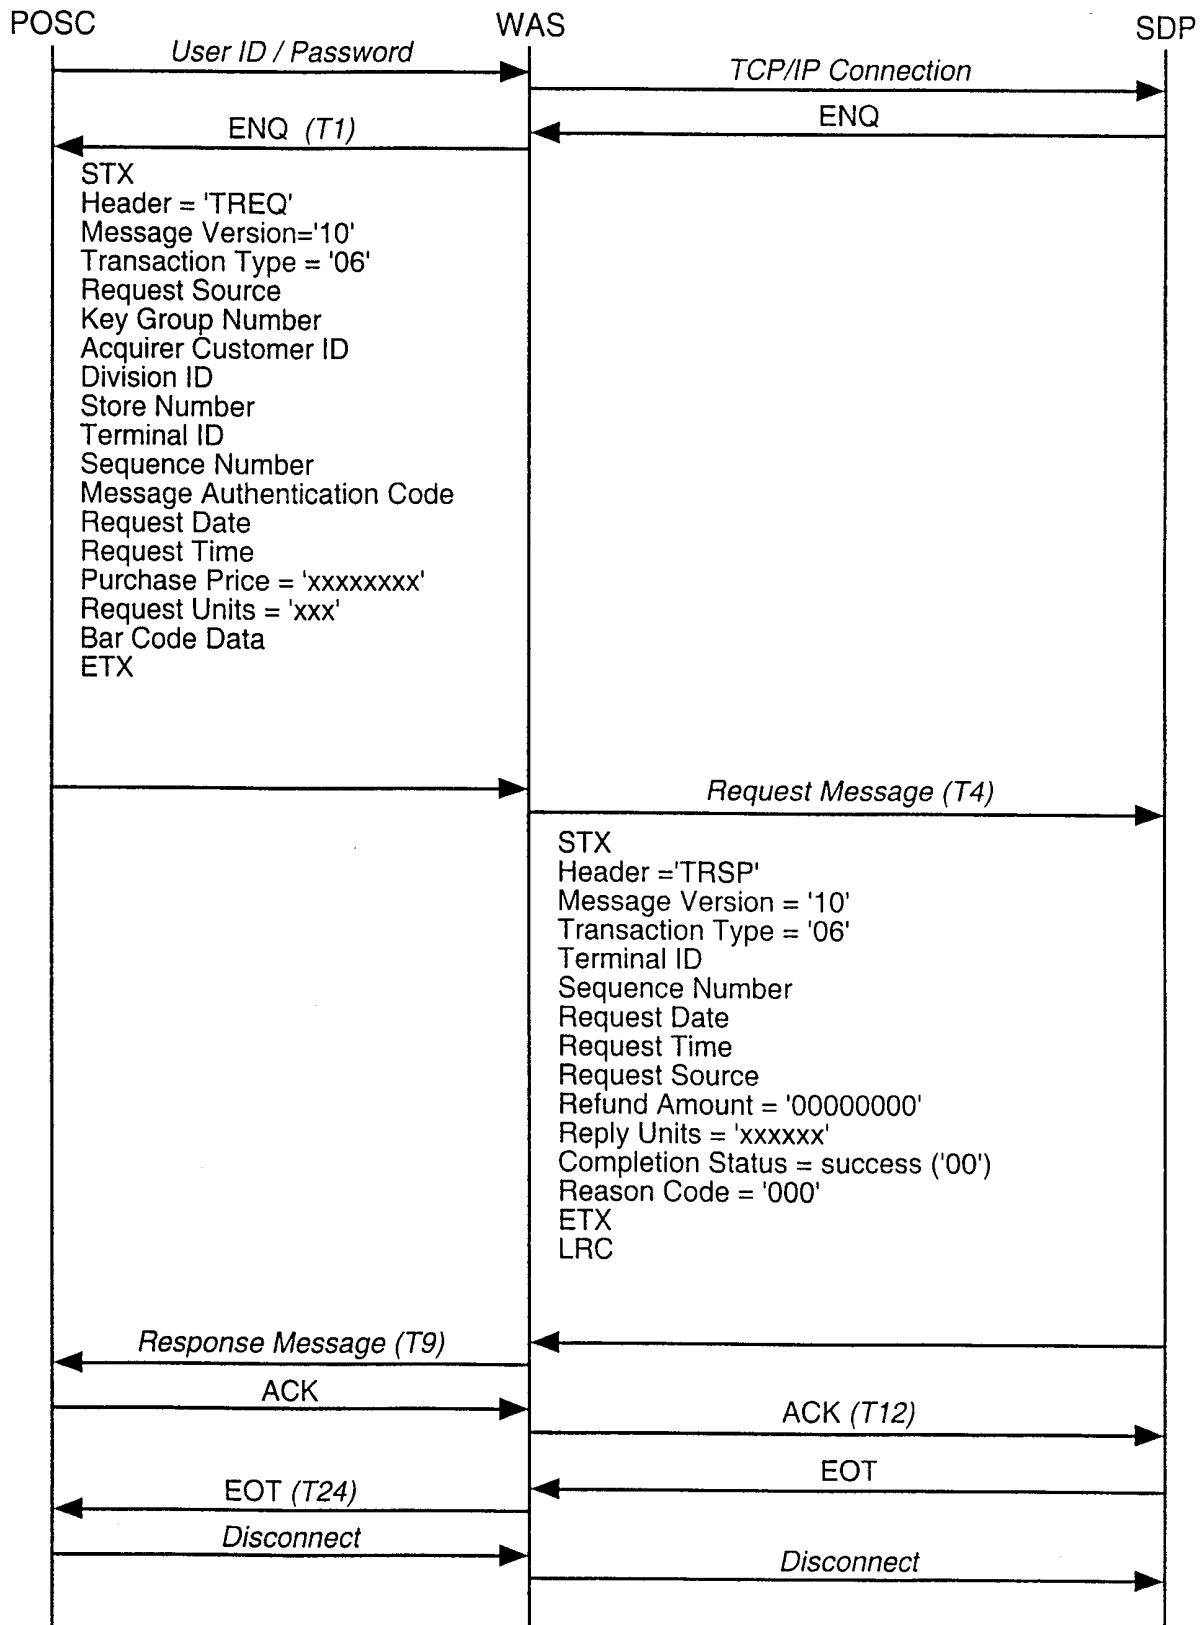 POSC
WAS
SDP
User ID / Password
TCP/IP Connection
ENQ
ENQ (T1)
STX
Header = 'TREQ'
Message Version='10'
Transaction Type = '06'
Request Source
Key Group Number
Acquirer Customer ID
Division ID
Store Number
Terminal ID
Sequence Number
Message Authentication Code
Request Date
Request Time
Purchase Price = 'xxxxxxxx'
Request Units = 'xxx'
Bar Code Data
ETX
Request Message (T4)
STX
Header ='TRSP'
Message Version = '10'
Transaction Type = '06'
Terminal ID
Sequence Number
Request Date
Request Time
Request Source
Refund Amount = '00000000'
Reply Units = 'xxxxxx'
Completion Status = success ('00')
Reason Code = '000'
ETX
LRC
Response Message (T9)
ACK
ACK (T12)
EOT
EOT (T24)
Disconnect
Disconnect